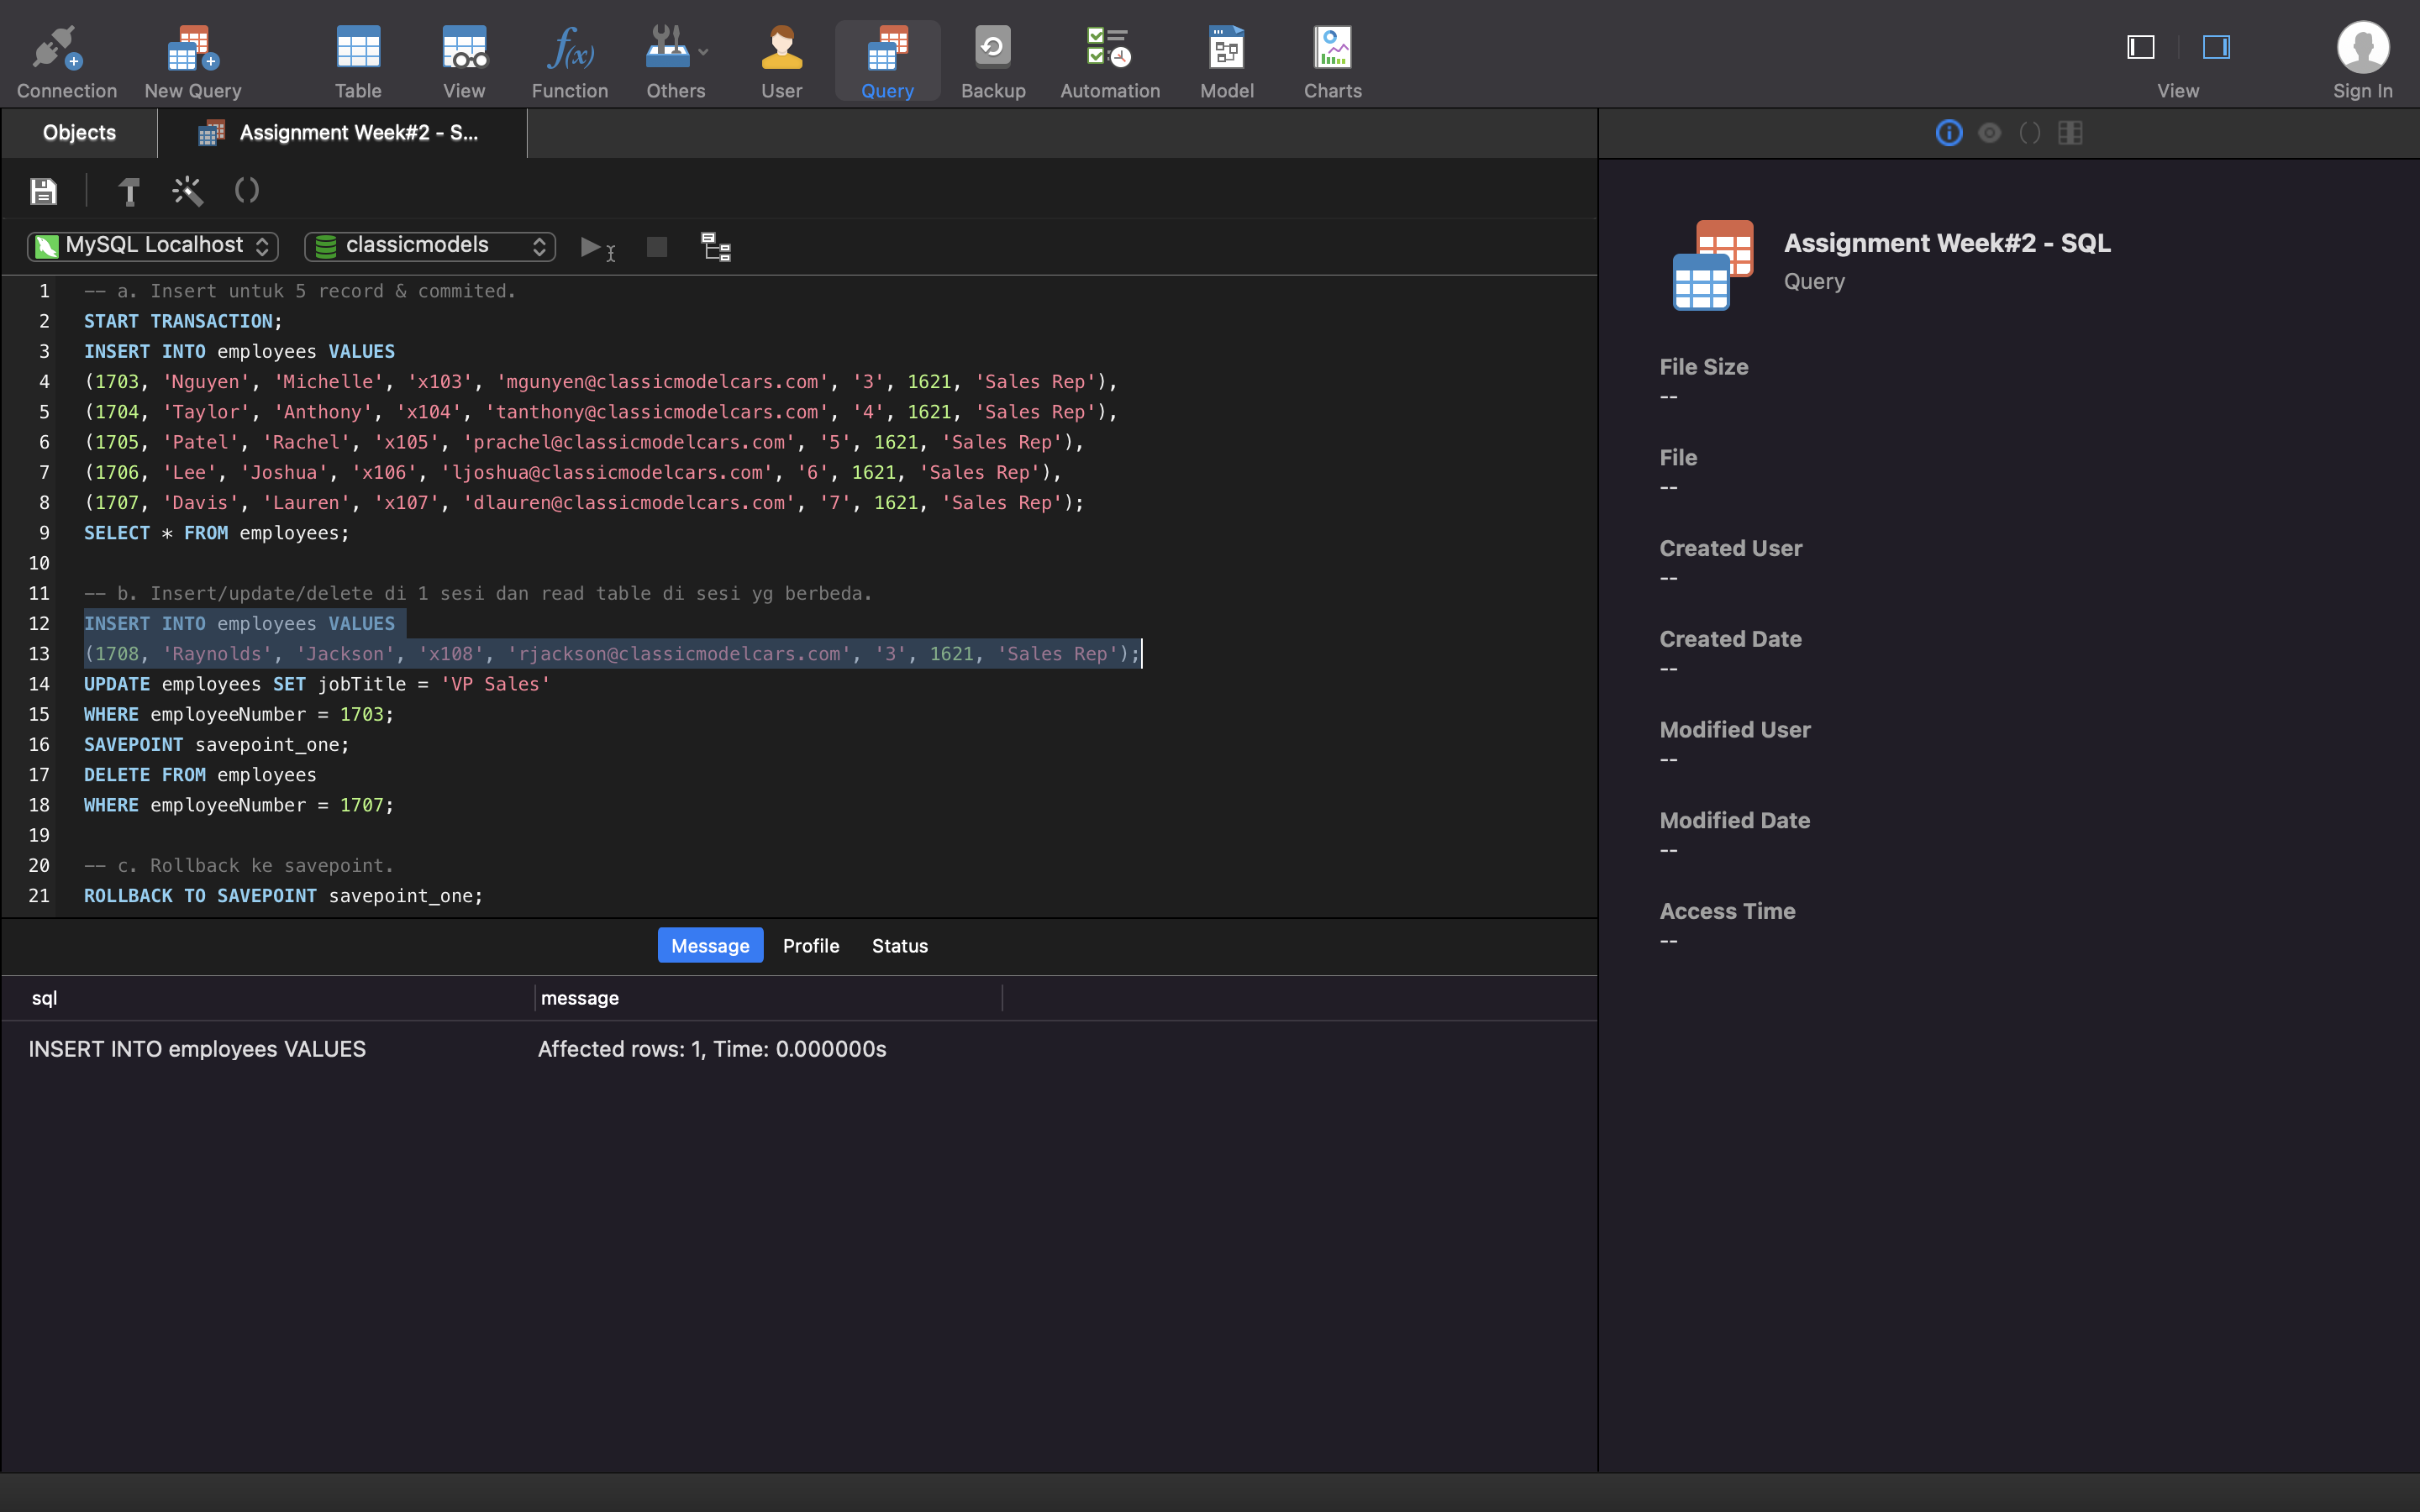 Connection
New Query
Table
View
Function
Others
User
Query
Backup
Automation
Model
Charts
View
Sign In
Objects
Assignment Week#2 - S...
MySQL Localhost
classicmodels
1 -- a. Insert untuk 5 record & commited.
2 START TRANSACTION;
3 INSERT INTO employees VALUES
4 (1703, 'Nguyen', 'Michelle', 'x103', 'mgunyen@classicmodelcars.com', '3', 1621, 'Sales Rep'),
5 (1704, 'Taylor', 'Anthony', 'x104', 'tanthony@classicmodelcars.com', '4', 1621, 'Sales Rep'),
6 (1705, 'Patel', 'Rachel', 'x105', 'prachel@classicmodelcars.com', '5', 1621, 'Sales Rep'),
7 (1706, 'Lee', 'Joshua', 'x106', 'ljoshua@classicmodelcars.com', '6', 1621, 'Sales Rep'),
8 (1707, 'Davis', 'Lauren', 'x107', 'dlauren@classicmodelcars.com', '7', 1621, 'Sales Rep');
9 SELECT * FROM employees;
10
11 -- b. Insert/update/delete di 1 sesi dan read table di sesi yg berbeda.
12 INSERT INTO employees VALUES
13 (1708, 'Raynolds', 'Jackson', 'x108', 'rjackson@classicmodelcars.com', '3', 1621, 'Sales Rep');
14 UPDATE employees SET jobTitle = 'VP Sales'
15 WHERE employeeNumber = 1703;
16 SAVEPOINT savepoint_one;
17 DELETE FROM employees
18 WHERE employeeNumber = 1707;
19
20 -- c. Rollback ke savepoint.
21 ROLLBACK TO SAVEPOINT savepoint_one;
Message
Profile
Status
sql
message
INSERT INTO employees VALUES
Affected rows: 1, Time: 0.000000s
Assignment Week#2 - SQL
Query
File Size
--
File
--
Created User
--
Created Date
--
Modified User
--
Modified Date
--
Access Time
--